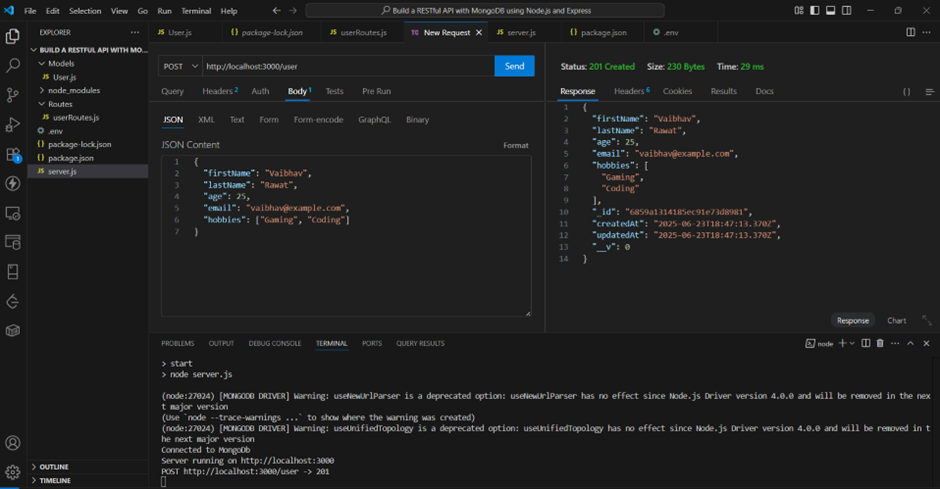 File Edit Selection View Go Run Terminal Help
Build a RESTful API with MongoDB using Node.js and Express
EXPLORER
User.js package-lock.json userRoutes.js New Request server.js package.json .env
BUILD A RESTFUL API WITH MO...
Models
User.js
node_modules
Routes
userRoutes.js
.env
package-lock.json
package.json
server.js
OUTLINE
TIMELINE
1
POST http://localhost:3000/user Send
Query Headers 2 Auth Body 1 Tests Pre Run
JSON XML Text Form Form-encode GraphQL Binary
JSON Content Format
1 {
2 "firstName": "Vaibhav",
3 "lastName": "Rawat",
4 "age": 25,
5 "email": "vaibhav@example.com",
6 "hobbies": ["Gaming", "Coding"]
7 }
Status: 201 Created Size: 230 Bytes Time: 29 ms
Response Headers 6 Cookies Results Docs { }
1 {
2 "firstName": "Vaibhav",
3 "lastName": "Rawat",
4 "age": 25,
5 "email": "vaibhav@example.com",
6 "hobbies": [
7 "Gaming",
8 "Coding"
9 ],
10 "_id": "6859a1314185ec91e73d8981",
11 "createdAt": "2025-06-23T18:47:13.370Z",
12 "updatedAt": "2025-06-23T18:47:13.370Z",
13 "__v": 0
14 }
Response Chart
PROBLEMS OUTPUT DEBUG CONSOLE TERMINAL PORTS QUERY RESULTS node
> start
> node server.js
(node:27024) [MONGODB DRIVER] Warning: useNewUrlParser is a deprecated option: useNewUrlParser has no effect since Node.js Driver version 4.0.0 and will be removed in the nex
t major version
(Use `node --trace-warnings ...` to show where the warning was created)
(node:27024) [MONGODB DRIVER] Warning: useUnifiedTopology is a deprecated option: useUnifiedTopology has no effect since Node.js Driver version 4.0.0 and will be removed in t
he next major version
Connected to MongoDb
Server running on http://localhost:3000
POST http://localhost:3000/user -> 201